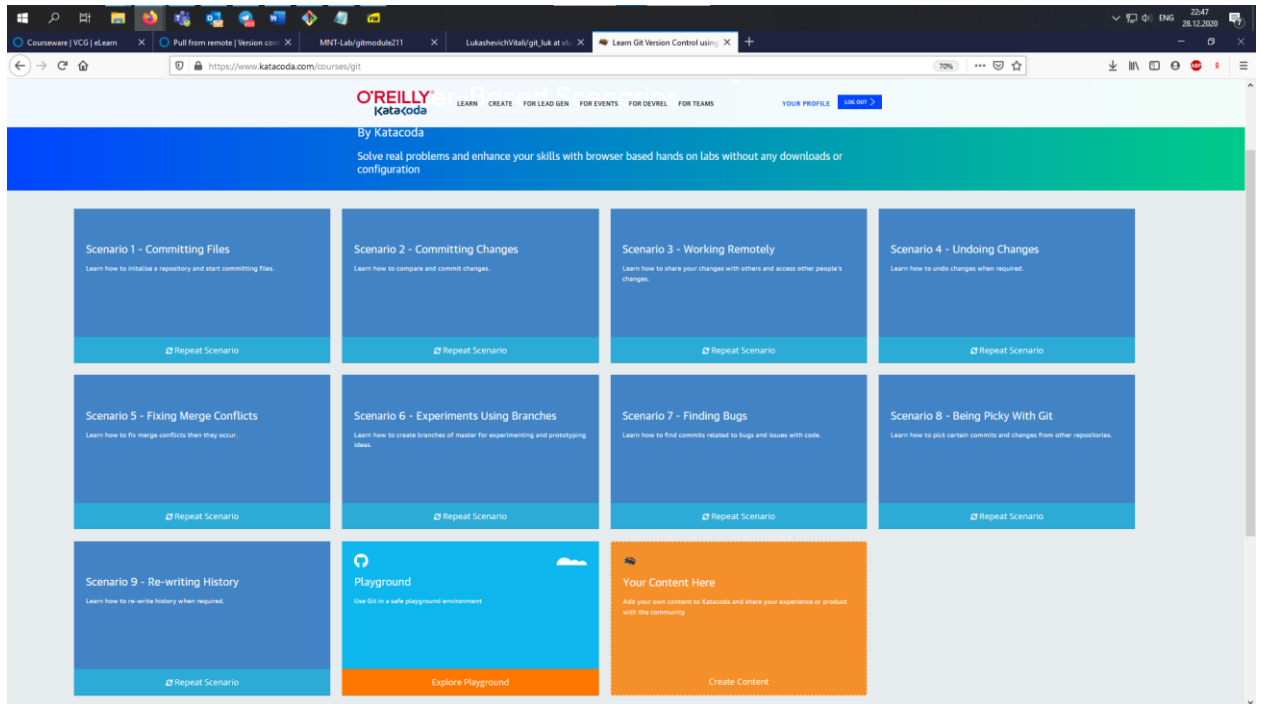 22:47
ENG
28.12.2020
Courseware | VCG | eLearn
Pull from remote | Version cont
MNT-Lab/gitmodule211
LukashevichVitali/git_luk at vlu
Learn Git Version Control using
https://www.katacoda.com/courses/git
70%
O'REILLY
Katacoda
LEARN CREATE FOR LEAD GEN FOR EVENTS FOR DEVREL FOR TEAMS
YOUR PROFILE
LOG OUT
er-Based Scenarios
By Katacoda
Solve real problems and enhance your skills with browser based hands on labs without any downloads or
configuration
Scenario 1 - Committing Files
Learn how to initalise a repository and start committing files.
Repeat Scenario
Scenario 2 - Committing Changes
Learn how to compare and commit changes.
Repeat Scenario
Scenario 3 - Working Remotely
Learn how to share your changes with others and access other people's
changes.
Repeat Scenario
Scenario 4 - Undoing Changes
Learn how to undo changes when required.
Repeat Scenario
Scenario 5 - Fixing Merge Conflicts
Learn how to fix merge conflicts then they occur.
Repeat Scenario
Scenario 6 - Experiments Using Branches
Learn how to create branches of master for experimenting and prototyping
ideas.
Repeat Scenario
Scenario 7 - Finding Bugs
Learn how to find commits related to bugs and issues with code.
Repeat Scenario
Scenario 8 - Being Picky With Git
Learn how to pick certain commits and changes from other repositories.
Repeat Scenario
Scenario 9 - Re-writing History
Learn how to re-write history when required.
Repeat Scenario
Playground
Use Git in a safe playground environment
Explore Playground
Your Content Here
Add your own content to Katacoda and share your experience or product
with the community
Create Content